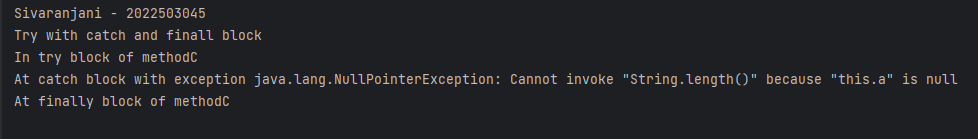 Sivaranjani - 2022503045
Try with catch and finall block
In try block of methodC
At catch block with exception java.lang.NullPointerException: Cannot invoke "String.length()" because "this.a" is null
At finally block of methodC